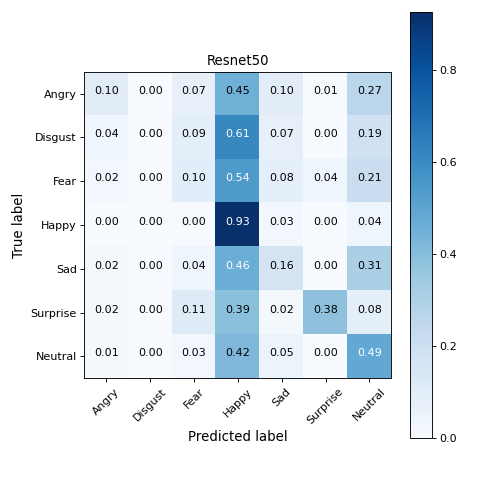 Resnet50
Angry 0.10 0.00 0.07 0.45 0.10 0.01 0.27
Disgust 0.04 0.00 0.09 0.61 0.07 0.00 0.19
Fear 0.02 0.00 0.10 0.54 0.08 0.04 0.21
Happy 0.00 0.00 0.00 0.93 0.03 0.00 0.04
Sad 0.02 0.00 0.04 0.46 0.16 0.00 0.31
Surprise 0.02 0.00 0.11 0.39 0.02 0.38 0.08
Neutral 0.01 0.00 0.03 0.42 0.05 0.00 0.49
Angry Disgust Fear Happy Sad Surprise Neutral
True label
Predicted label
0.8
0.6
0.4
0.2
0.0